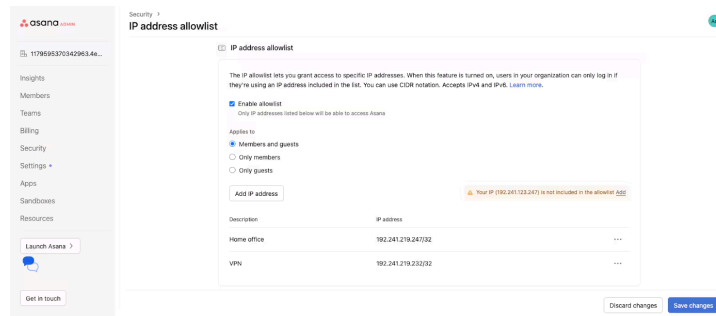 asana ADMIN
1179595370342963.4e...
Insights
Members
Teams
Billing
Security
Settings
Apps
Sandboxes
Resources
Launch Asana >
Get in touch
Security >
IP address allowlist
IP address allowlist
The IP allowlist lets you grant access to specific IP addresses. When this feature is turned on, users in your organization can only log in if
they're using an IP address included in the list. You can use CIDR notation. Accepts IPv4 and IPv6. Learn more.
Enable allowlist
Only IP addresses listed below will be able to access Asana
Applies to
Members and guests
Only members
Only guests
Add IP address
Your IP (192.241.123.247) is not included in the allowlist Add
Description IP address
Home office 192.241.219.247/32 ...
VPN 192.241.219.232/32 ...
Discard changes Save changes